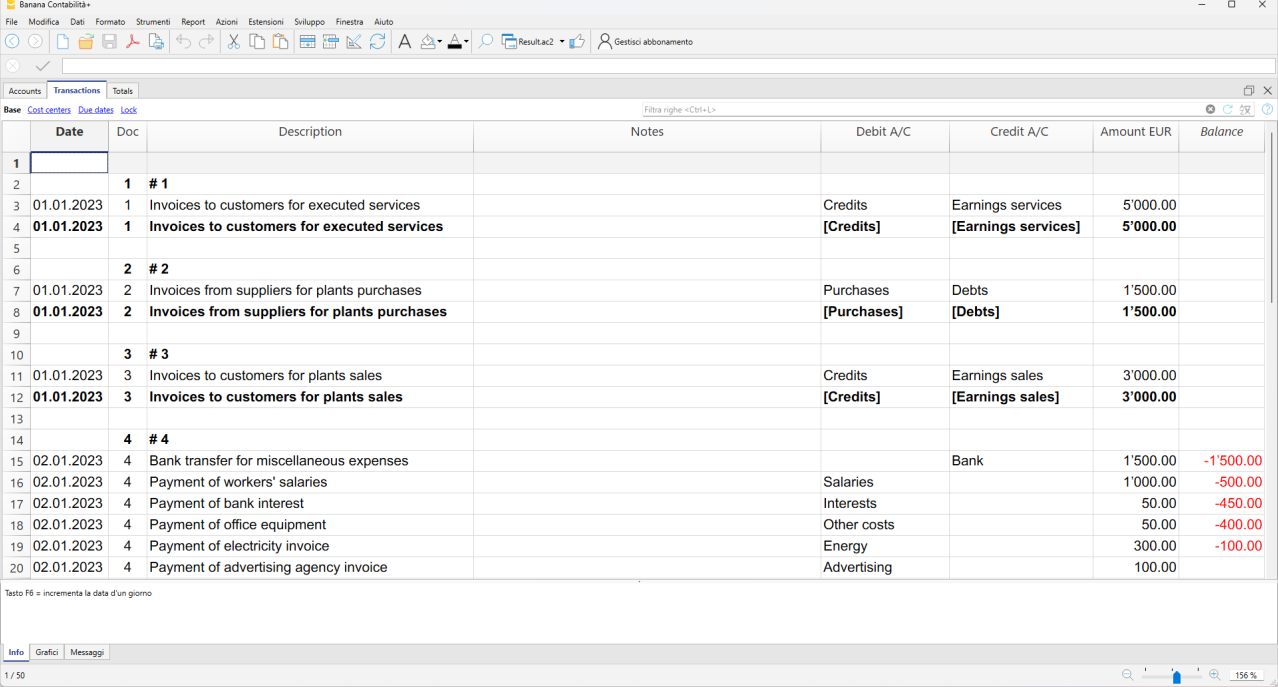 Banana Contabilità+
File Modifica Dati Formato Strumenti Report Azioni Estensioni Sviluppo Finestra Aiuto
Result.ac2 Gestisci abbonamento
Accounts Transactions Totals
Base Cost centers Due dates Lock Filtra righe <Ctrl+L>
Date Doc Description Notes Debit A/C Credit A/C Amount EUR Balance
1
2 1 # 1
3 01.01.2023 1 Invoices to customers for executed services Credits Earnings services 5'000.00
4 01.01.2023 1 Invoices to customers for executed services [Credits] [Earnings services] 5'000.00
5
6 2 # 2
7 01.01.2023 2 Invoices from suppliers for plants purchases Purchases Debts 1'500.00
8 01.01.2023 2 Invoices from suppliers for plants purchases [Purchases] [Debts] 1'500.00
9
10 3 # 3
11 01.01.2023 3 Invoices to customers for plants sales Credits Earnings sales 3'000.00
12 01.01.2023 3 Invoices to customers for plants sales [Credits] [Earnings sales] 3'000.00
13
14 4 # 4
15 02.01.2023 4 Bank transfer for miscellaneous expenses Bank 1'500.00 -1'500.00
16 02.01.2023 4 Payment of workers' salaries Salaries 1'000.00 -500.00
17 02.01.2023 4 Payment of bank interest Interests 50.00 -450.00
18 02.01.2023 4 Payment of office equipment Other costs 50.00 -400.00
19 02.01.2023 4 Payment of electricity invoice Energy 300.00 -100.00
20 02.01.2023 4 Payment of advertising agency invoice Advertising 100.00
Tasto F6 = incrementa la data d'un giorno
Info Grafici Messaggi
1 / 50 156 %